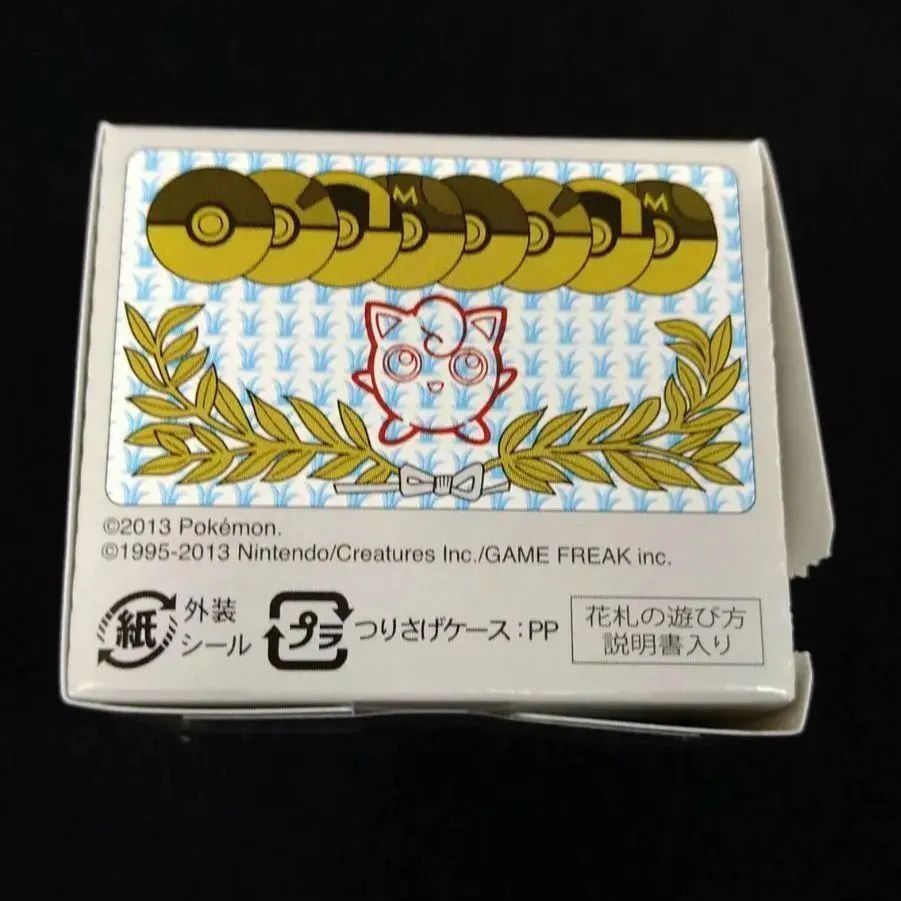 M
M
©2013 Pokémon.
©1995-2013 Nintendo/Creatures Inc./GAME FREAK inc.
紙
外装
シール
プラ
つりさげケース:PP
花札の遊び方
説明書入り